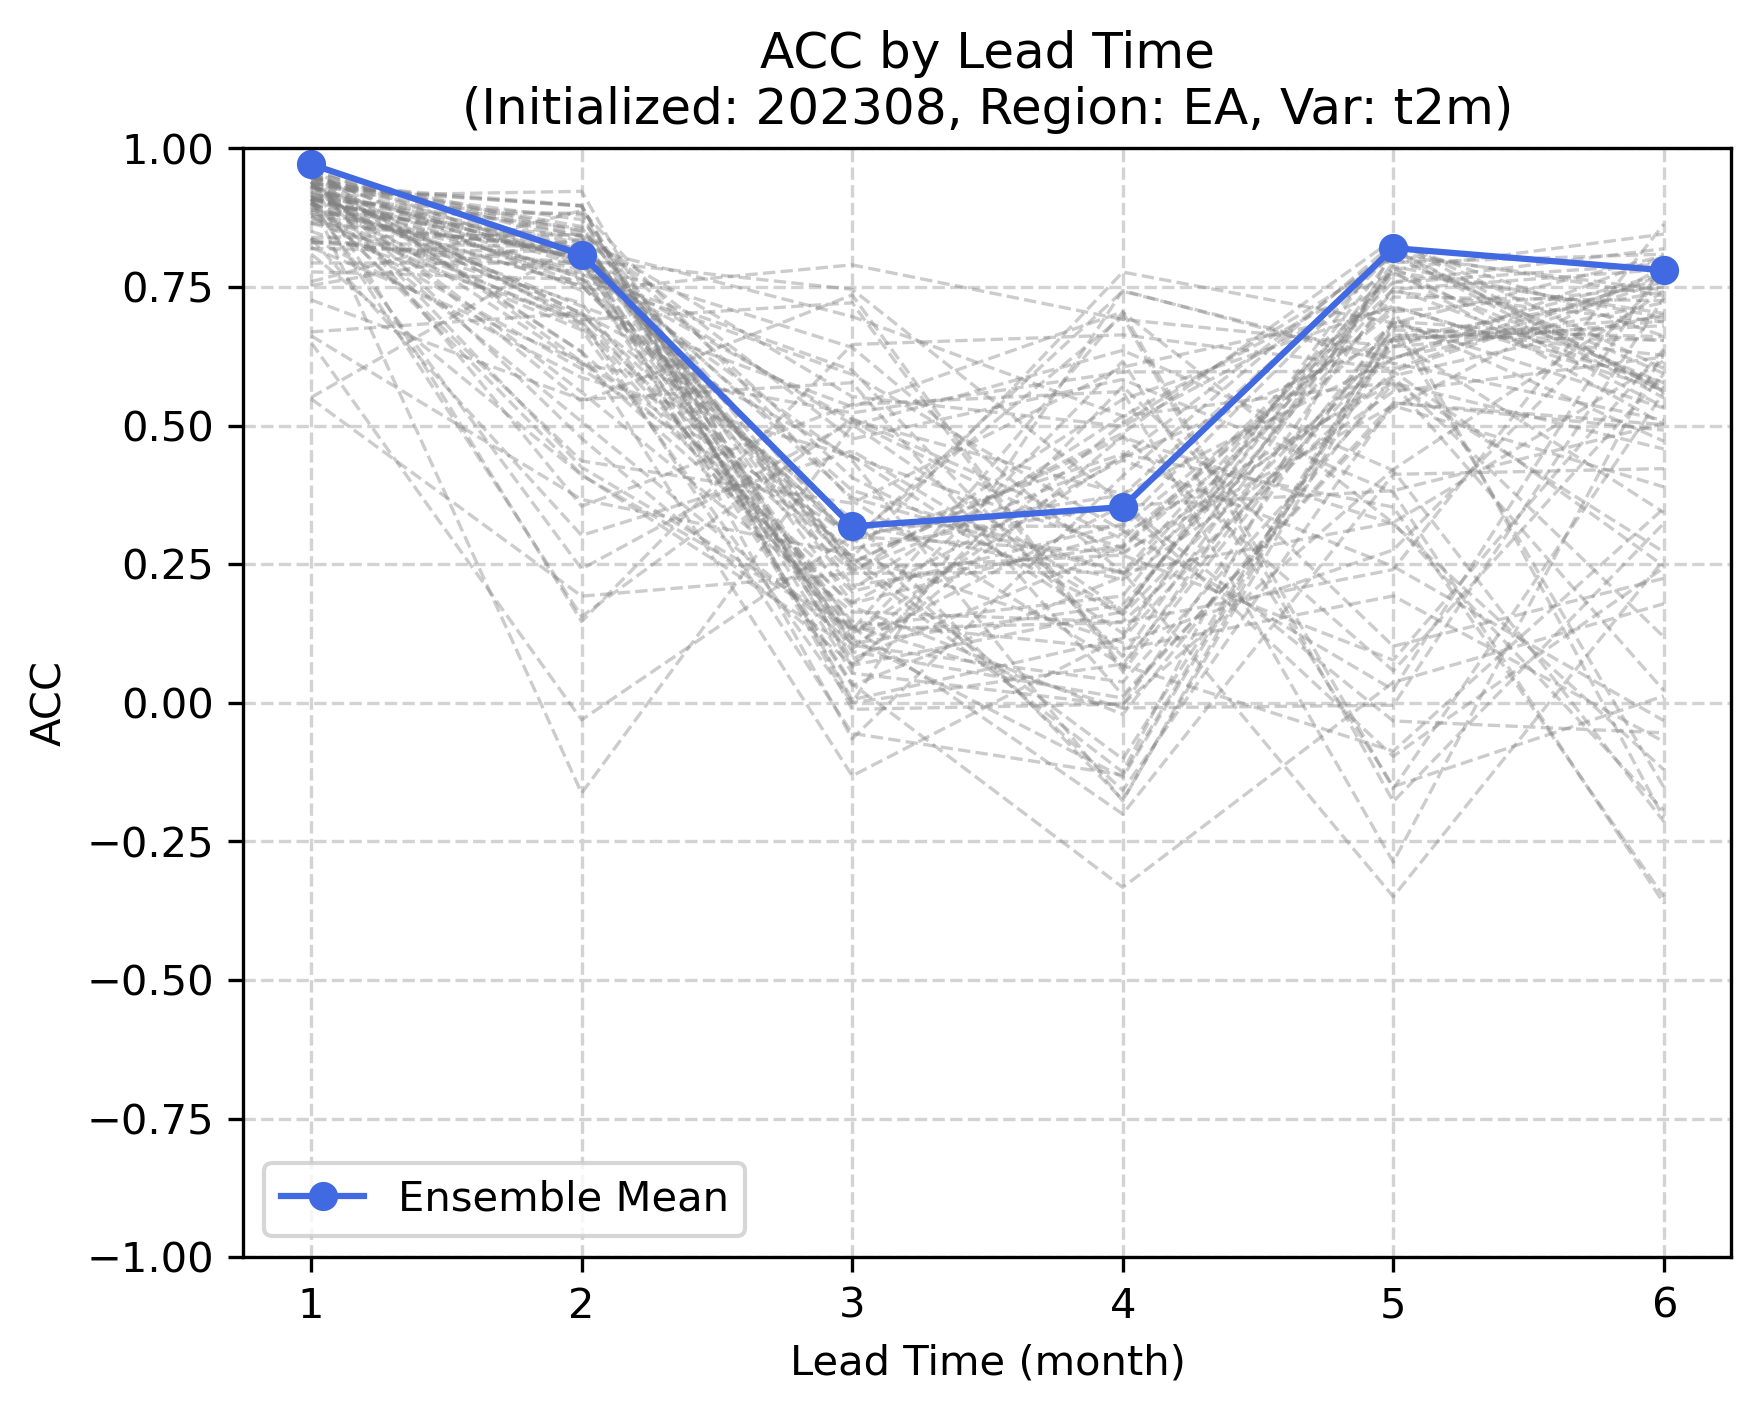 ACC by Lead Time
(Initialized: 202308, Region: EA, Var: t2m)
1.00
0.75
0.50
0.25
0.00
−0.25
−0.50
−0.75
−1.00
ACC
Ensemble Mean
1 2 3 4 5 6
Lead Time (month)